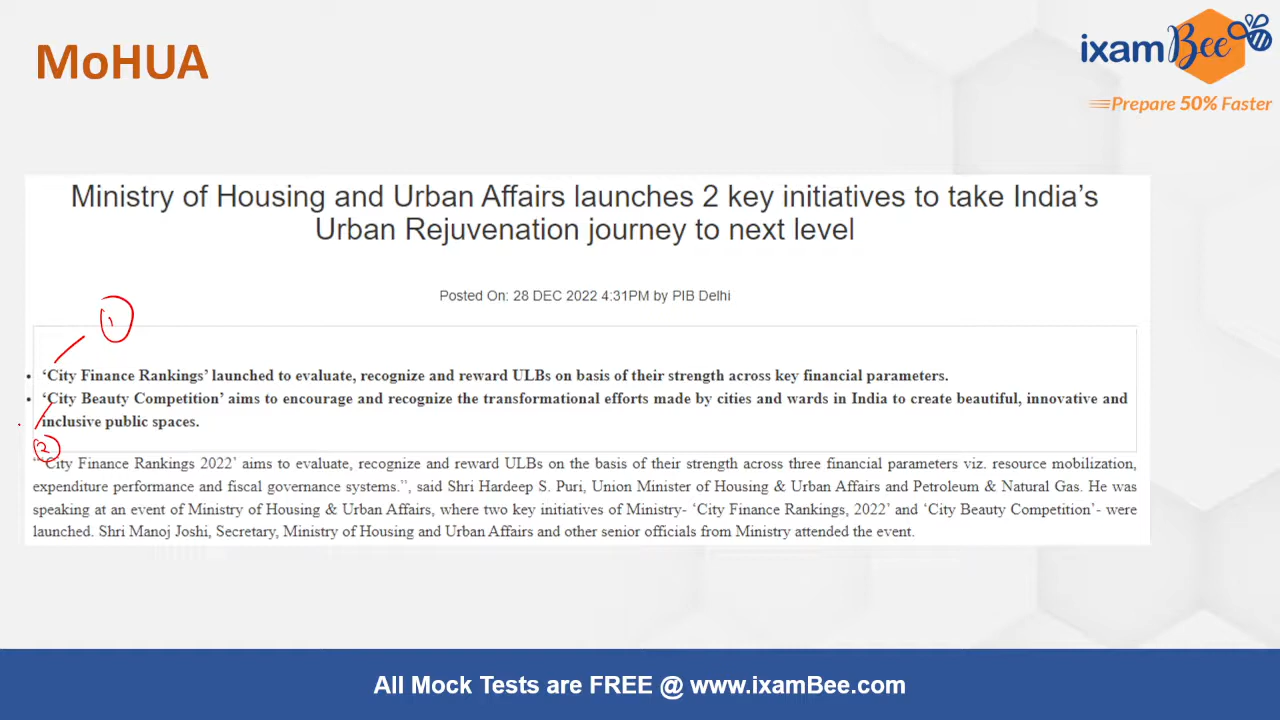 MoHUA
ixamBee
Prepare 50% Faster
Ministry of Housing and Urban Affairs launches 2 key initiatives to take India's
Urban Rejuvenation journey to next level
Posted On: 28 DEC 2022 4:31PM by PIB Delhi
1
• ‘City Finance Rankings’ launched to evaluate, recognize and reward ULBs on basis of their strength across key financial parameters.
• ‘City Beauty Competition’ aims to encourage and recognize the transformational efforts made by cities and wards in India to create beautiful, innovative and
inclusive public spaces.
2
“‘City Finance Rankings 2022’ aims to evaluate, recognize and reward ULBs on the basis of their strength across three financial parameters viz. resource mobilization,
expenditure performance and fiscal governance systems.”, said Shri Hardeep S. Puri, Union Minister of Housing & Urban Affairs and Petroleum & Natural Gas. He was
speaking at an event of Ministry of Housing & Urban Affairs, where two key initiatives of Ministry- ‘City Finance Rankings, 2022’ and ‘City Beauty Competition’- were
launched. Shri Manoj Joshi, Secretary, Ministry of Housing and Urban Affairs and other senior officials from Ministry attended the event.
All Mock Tests are FREE @ www.ixamBee.com